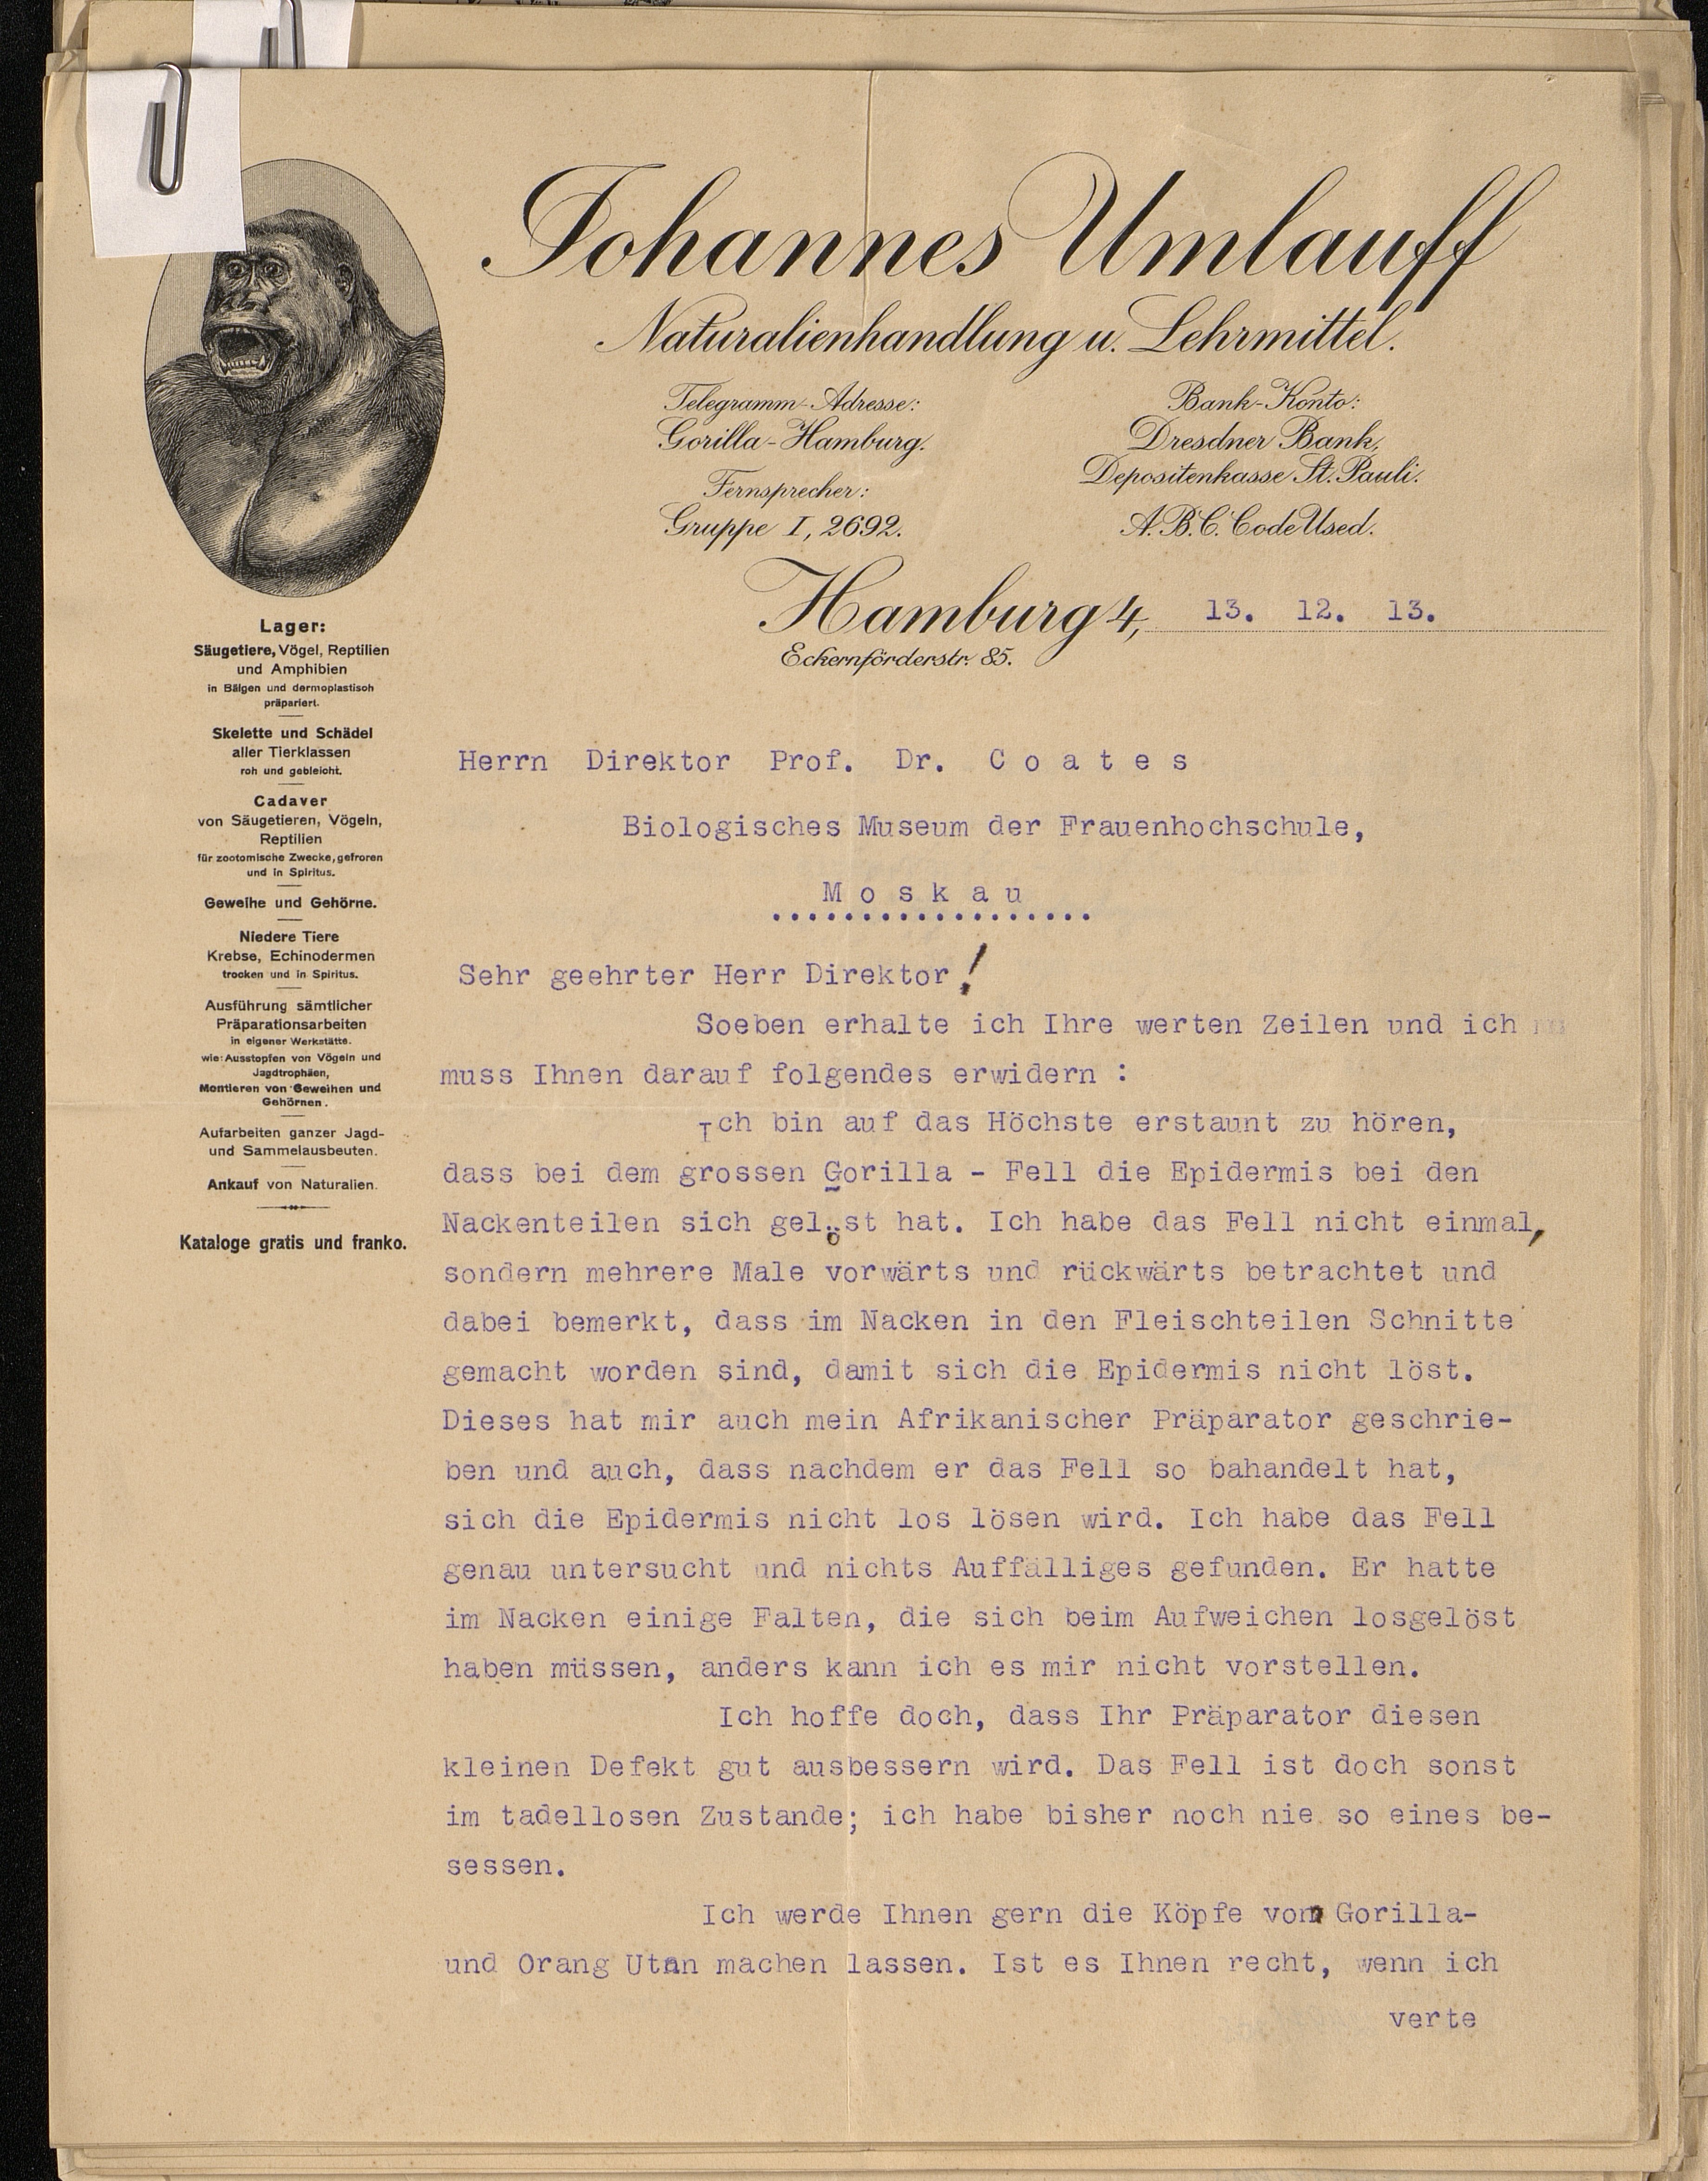 Johannes Umlauff
Naturalienhandlung u. Lehrmittel.
Telegramm-Adresse:
Gorilla-Hamburg.
Fernsprecher:
Gruppe I, 2692.
Bank-Konto:
Dresdner Bank,
Depositenkasse St. Pauli.
A.B.C. Code Used.
Hamburg 4, 13. 12. 13.
Eckernförderstr. 85.
Lager:
Säugetiere, Vögel, Reptilien
und Amphibien
in Bälgen und dermoplastisch
präpariert.
Skelette und Schädel
aller Tierklassen
roh und gebleicht.
Cadaver
von Säugetieren, Vögeln,
Reptilien
für zootomische Zwecke, gefroren
und in Spiritus.
Geweihe und Gehörne.
Niedere Tiere
Krebse, Echinodermen
trocken und in Spiritus.
Ausführung sämtlicher
Präparationsarbeiten
in eigener Werkstätte.
wie: Ausstopfen von Vögeln und
Jagdtrophäen,
Montieren von Geweihen und
Gehörnen.
Aufarbeiten ganzer Jagd-
und Sammelausbeuten.
Ankauf von Naturalien.
Kataloge gratis und franko.
Herrn Direktor Prof. Dr. C o a t e s
Biologisches Museum der Frauenhochschule,
M o s k a u
Sehr geehrter Herr Direktor!
Soeben erhalte ich Ihre werten Zeilen und ich
muss Ihnen darauf folgendes erwidern :
Ich bin auf das Höchste erstaunt zu hören,
dass bei dem grossen Gorilla - Fell die Epidermis bei den
Nackenteilen sich gelöst hat. Ich habe das Fell nicht einmal,
sondern mehrere Male vorwärts und rückwärts betrachtet und
dabei bemerkt, dass im Nacken in den Fleischteilen Schnitte
gemacht worden sind, damit sich die Epidermis nicht löst.
Dieses hat mir auch mein Afrikanischer Präparator geschrie-
ben und auch, dass nachdem er das Fell so bahandelt hat,
sich die Epidermis nicht los lösen wird. Ich habe das Fell
genau untersucht und nichts Auffälliges gefunden. Er hatte
im Nacken einige Falten, die sich beim Aufweichen losgelöst
haben müssen, anders kann ich es mir nicht vorstellen.
Ich hoffe doch, dass Ihr Präparator diesen
kleinen Defekt gut ausbessern wird. Das Fell ist doch sonst
im tadellosen Zustande; ich habe bisher noch nie so eines be-
sessen.
Ich werde Ihnen gern die Köpfe von Gorilla-
und Orang Utan machen lassen. Ist es Ihnen recht, wenn ich
verte